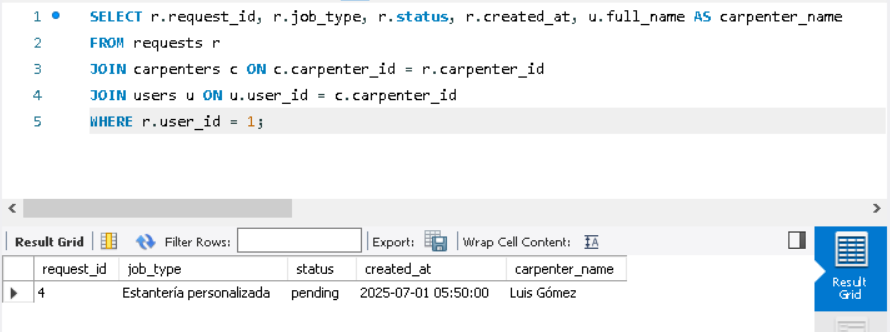 1 SELECT r.request_id, r.job_type, r.status, r.created_at, u.full_name AS carpenter_name
2 FROM requests r
3 JOIN carpenters c ON c.carpenter_id = r.carpenter_id
4 JOIN users u ON u.user_id = c.carpenter_id
5 WHERE r.user_id = 1;
Result Grid Filter Rows: Export: Wrap Cell Content: IA
request_id job_type status created_at carpenter_name
4 Estantería personalizada pending 2025-07-01 05:50:00 Luis Gómez
Result
Grid